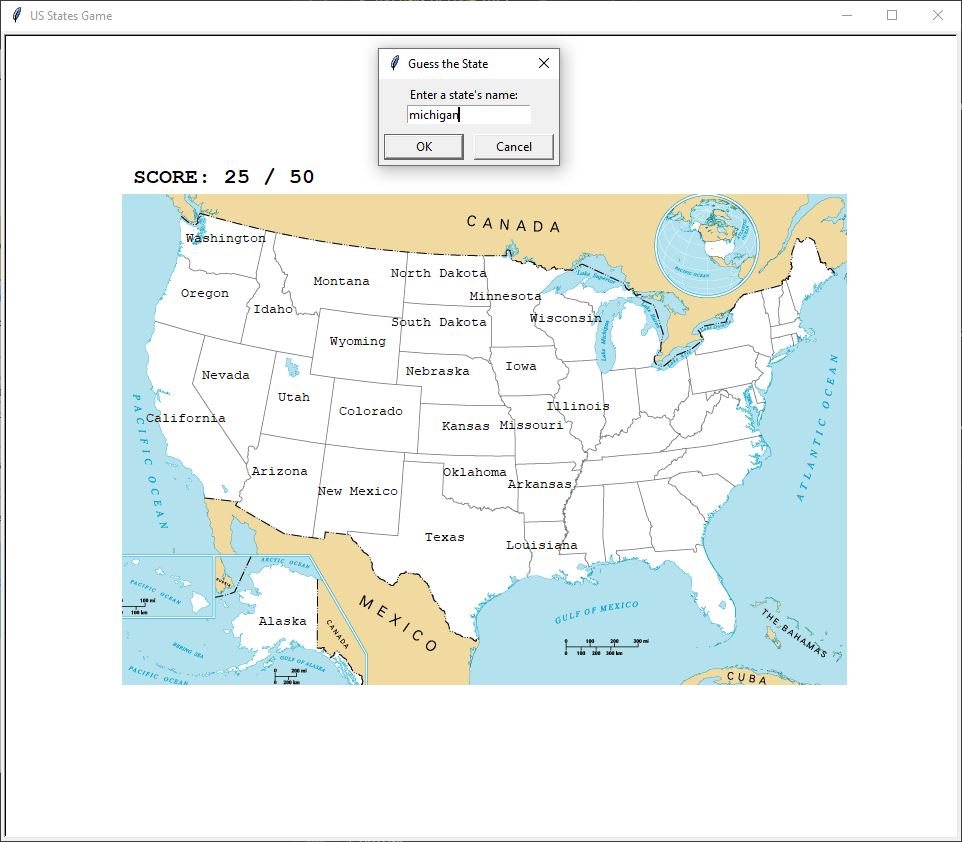 US States Game
Guess the State
Enter a state's name:
michigan
OK
Cancel
SCORE: 25 / 50
CANADA
Washington
Montana
North Dakota
Minnesota
Lake Superior
Oregon
Idaho
South Dakota
Wisconsin
Lake Michigan
PACIFIC OCEAN
Wyoming
Nevada
Utah
Nebraska
Iowa
Colorado
Illinois
California
Kansas
Missouri
PACIFIC OCEAN
ATLANTIC OCEAN
Arizona
New Mexico
Oklahoma
Arkansas
Texas
Louisiana
ARCTIC OCEAN
RUSSIA
PACIFIC OCEAN
100 mi
100 km
MEXICO
GULF OF MEXICO
THE BAHAMAS
Alaska
CANADA
BERING SEA
GULF OF ALASKA
PACIFIC OCEAN
0 200 mi
0 200 km
0 100 200 300 mi
0 100 200 300 km
CUBA